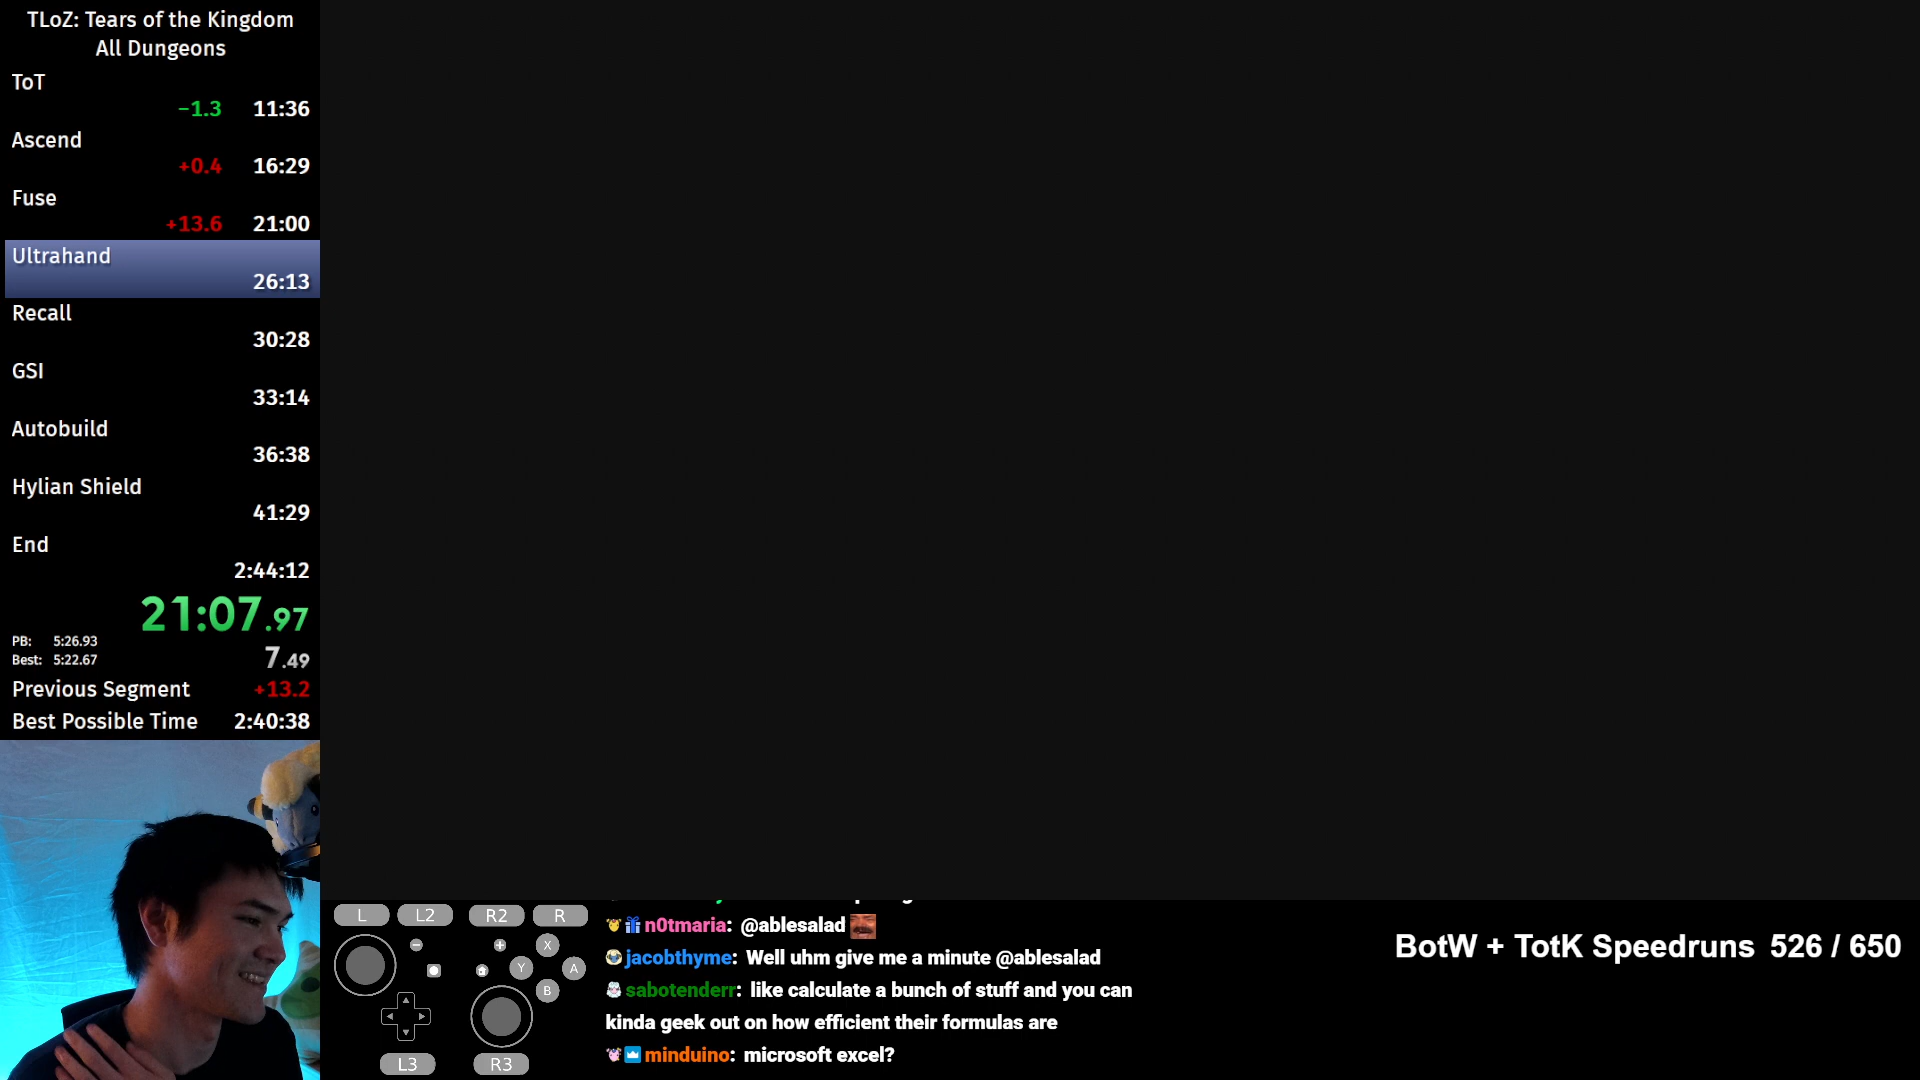 TLoZ: Tears of the Kingdom
All Dungeons
ToT
−1.3 11:36
Ascend
+0.4 16:29
Fuse
+13.6 21:00
Ultrahand
26:13
Recall
30:28
GSI
33:14
Autobuild
36:38
Hylian Shield
41:29
End
2:44:12
21:07.97
PB: 5:26.93
Best: 5:22.67
7.49
Previous Segment +13.2
Best Possible Time 2:40:38
L L2 R2 R
X
Y A
B
L3 R3
n0tmaria: @ablesalad
jacobthyme: Well uhm give me a minute @ablesalad
sabotenderr: like calculate a bunch of stuff and you can
kinda geek out on how efficient their formulas are
minduino: microsoft excel?
BotW + TotK Speedruns 526 / 650